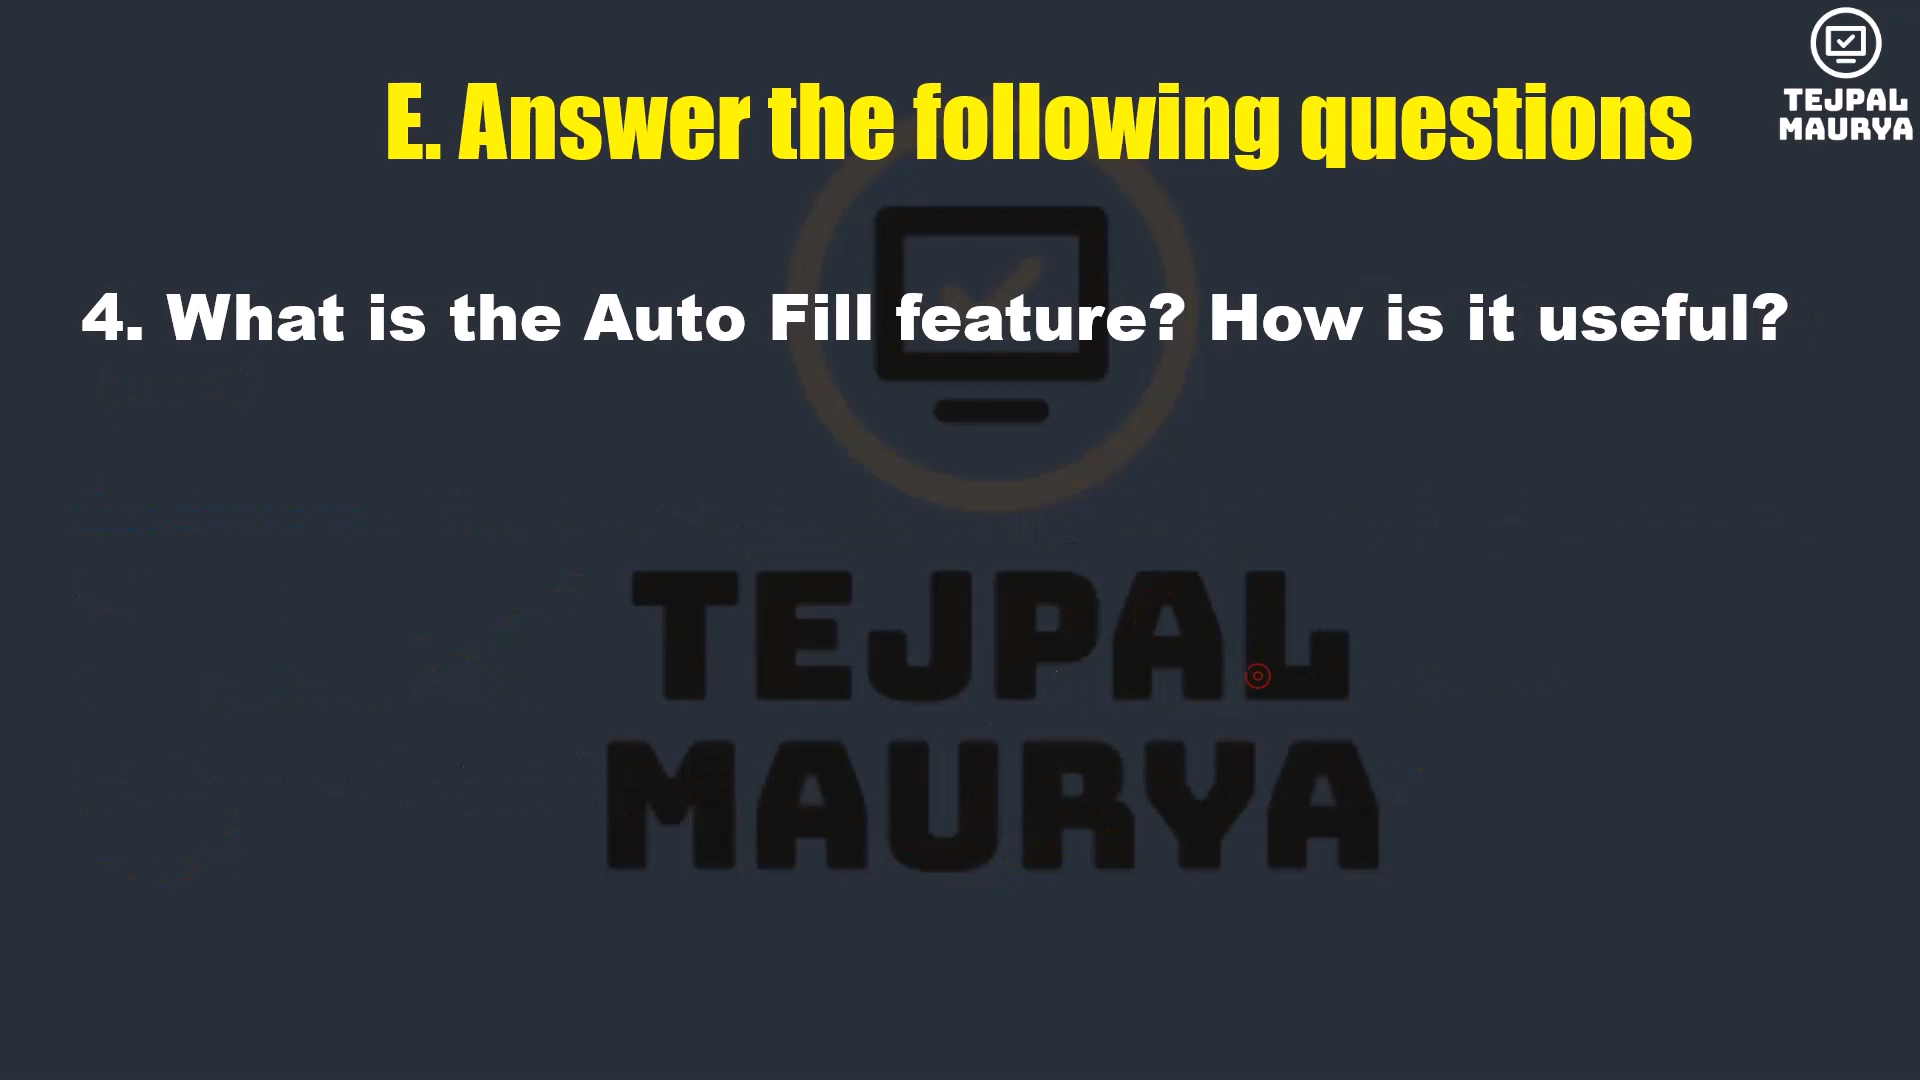 TEJPAL
MAURYA
E. Answer the following questions
4. What is the Auto Fill feature? How is it useful?
TEJPAL
MAURYA